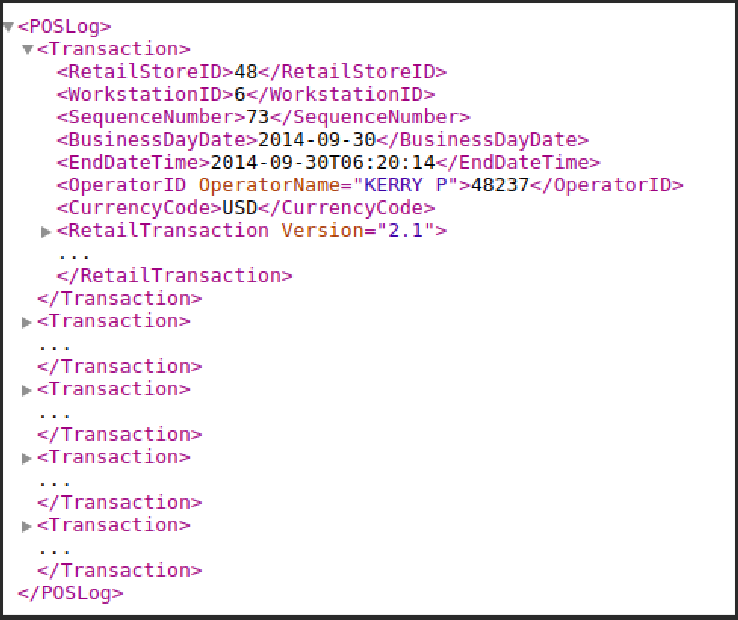 <POSLog>
<Transaction>
<RetailStoreID>48</RetailStoreID>
<WorkstationID>6</WorkstationID>
<SequenceNumber>73</SequenceNumber>
<BusinessDayDate>2014-09-30</BusinessDayDate>
<EndDateTime>2014-09-30T06:20:14</EndDateTime>
<OperatorID OperatorName="KERRY P">48237</OperatorID>
<CurrencyCode>USD</CurrencyCode>
<RetailTransaction Version="2.1">
...
</RetailTransaction>
</Transaction>
<Transaction>
...
</Transaction>
<Transaction>
...
</Transaction>
<Transaction>
...
</Transaction>
<Transaction>
...
</Transaction>
</POSLog>